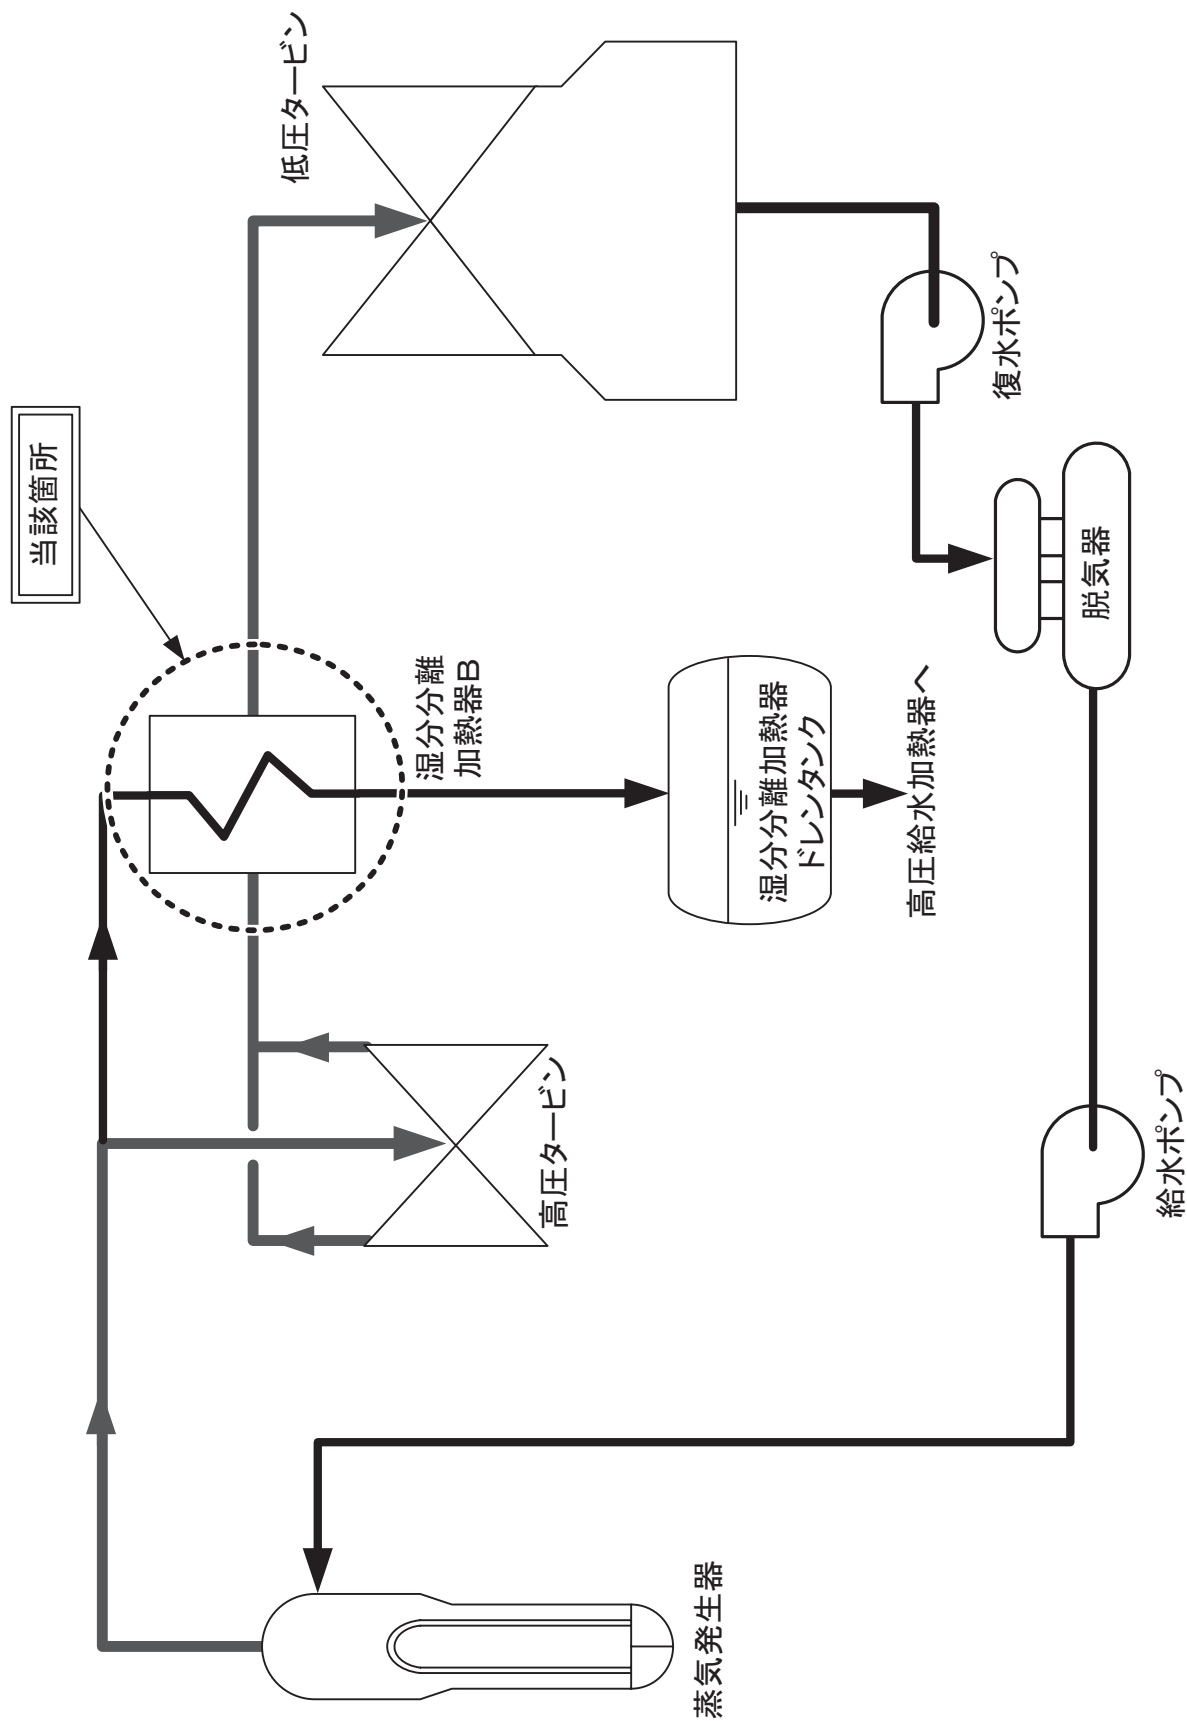 当該箇所
低圧タービン
湿分分離
加熱器B
復水ポンプ
脱気器
湿分分離加熱器
ドレンタンク
高圧給水加熱器へ
高圧タービン
給水ポンプ
蒸気発生器